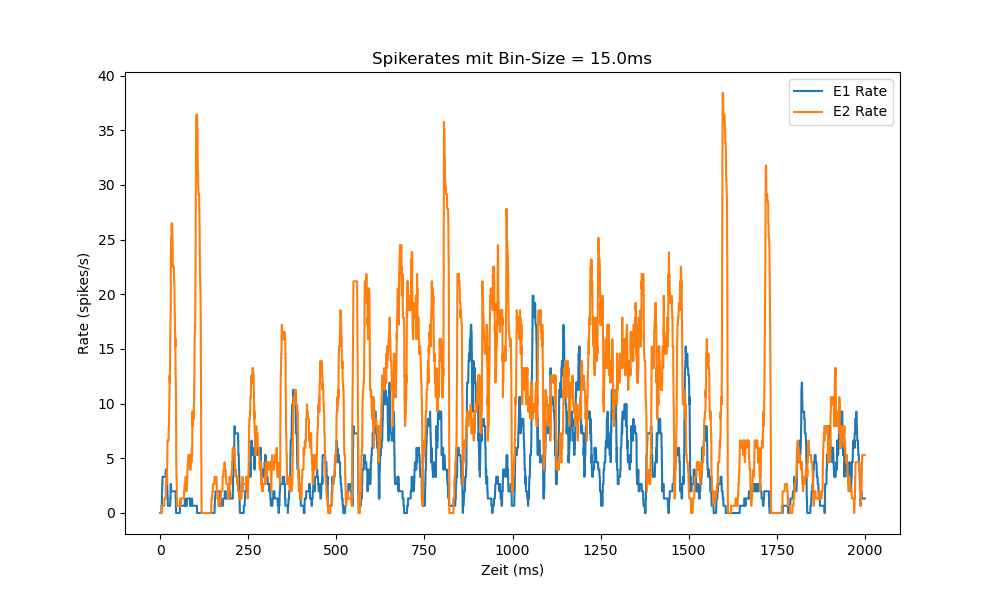 Spikerates mit Bin-Size = 15.0ms
E1 Rate
E2 Rate
Rate (spikes/s)
40
35
30
25
20
15
10
5
0
0 250 500 750 1000 1250 1500 1750 2000
Zeit (ms)